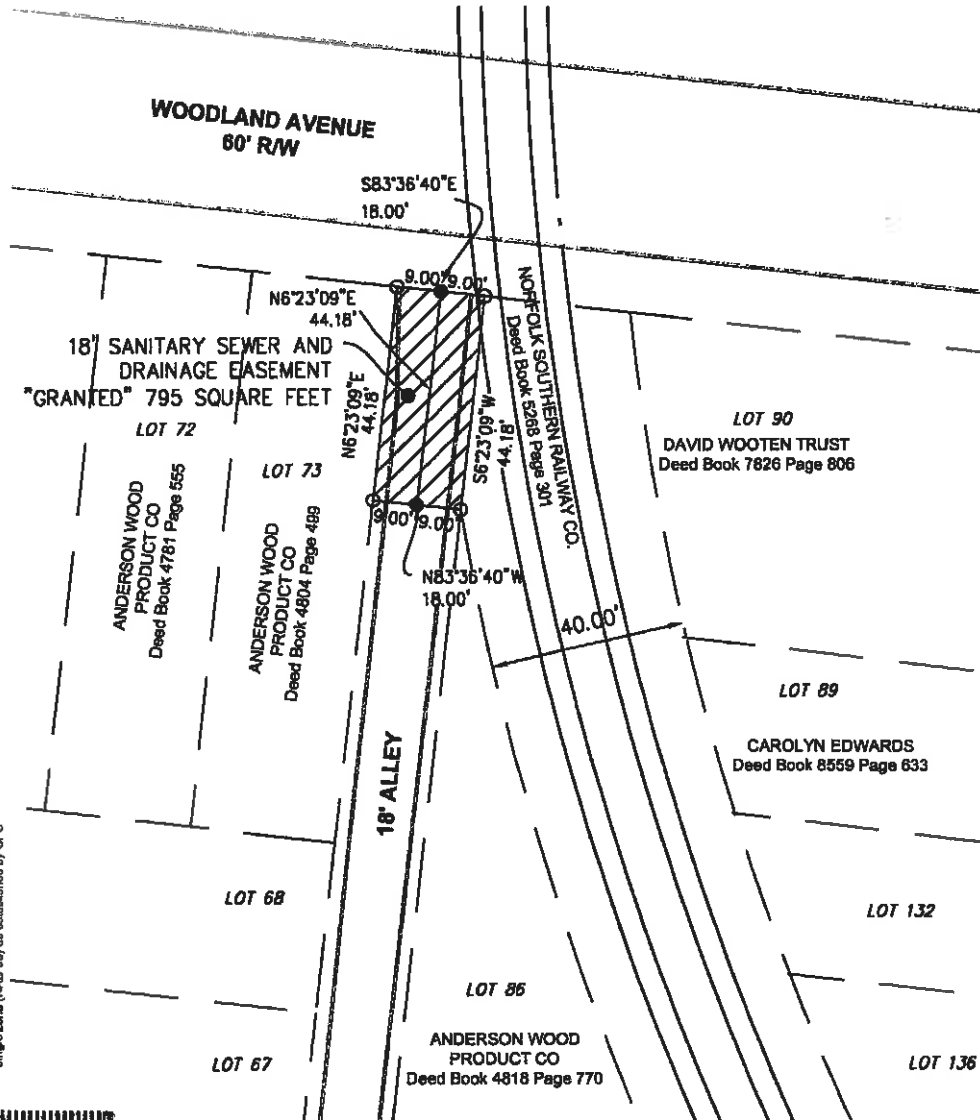 WOODLAND AVENUE
60' R/W
S83°36'40"E
18.00'
9.00'
9.00'
N6°23'09"E
44.18'
18' SANITARY SEWER AND
DRAINAGE EASEMENT
"GRANTED" 795 SQUARE FEET
N6°23'09"E
44.18'
S6°23'09"W
44.18'
NORFOLK SOUTHERN RAILWAY CO.
Deed Book 5268 Page 301
LOT 90
DAVID WOOTEN TRUST
Deed Book 7826 Page 806
LOT 72
ANDERSON WOOD
PRODUCT CO
Deed Book 4781 Page 555
LOT 73
ANDERSON WOOD
PRODUCT CO
Deed Book 4804 Page 499
9.00'
9.00'
N83°36'40"W
18.00'
40.00'
LOT 89
CAROLYN EDWARDS
Deed Book 8559 Page 633
18' ALLEY
LOT 68
LOT 132
LOT 86
ANDERSON WOOD
PRODUCT CO
Deed Book 4818 Page 770
LOT 67
LOT 136